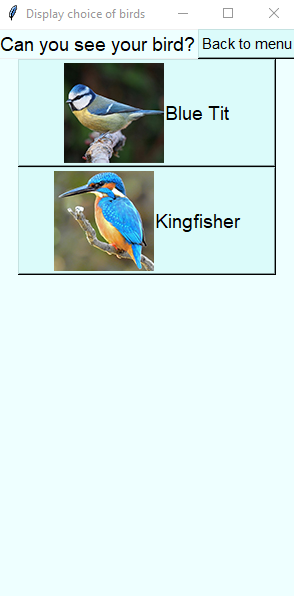 Display choice of birds
Can you see your bird? Back to menu
Blue Tit
Kingfisher